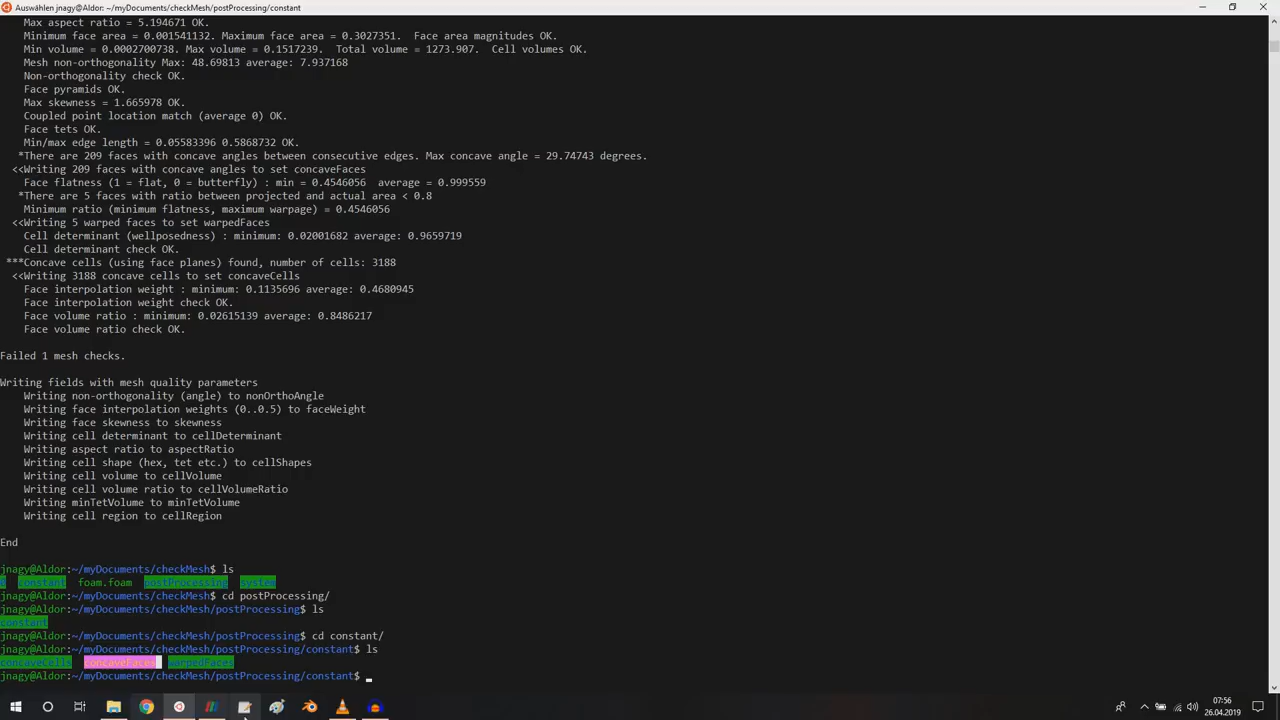 Auswählen jnagy@Aldor: ~/myDocuments/checkMesh/postProcessing/constant
Max aspect ratio = 5.194671 OK.
Minimum face area = 0.001541132. Maximum face area = 0.3027351.  Face area magnitudes OK.
Min volume = 0.0002700738. Max volume = 0.1517239.  Total volume = 1273.907.  Cell volumes OK.
Mesh non-orthogonality Max: 48.69813 average: 7.937168
Non-orthogonality check OK.
Face pyramids OK.
Max skewness = 1.665978 OK.
Coupled point location match (average 0) OK.
Face tets OK.
Min/max edge length = 0.05583396 0.5868732 OK.
*There are 209 faces with concave angles between consecutive edges. Max concave angle = 29.74743 degrees.
<<Writing 209 faces with concave angles to set concaveFaces
Face flatness (1 = flat, 0 = butterfly) : min = 0.4546056  average = 0.999559
*There are 5 faces with ratio between projected and actual area < 0.8
Minimum ratio (minimum flatness, maximum warpage) = 0.4546056
<<Writing 5 warped faces to set warpedFaces
Cell determinant (wellposedness) : minimum: 0.02001682 average: 0.9659719
Cell determinant check OK.
***Concave cells (using face planes) found, number of cells: 3188
<<Writing 3188 concave cells to set concaveCells
Face interpolation weight : minimum: 0.1135696 average: 0.4680945
Face interpolation weight check OK.
Face volume ratio : minimum: 0.02615139 average: 0.8486217
Face volume ratio check OK.
Failed 1 mesh checks.
Writing fields with mesh quality parameters
Writing non-orthogonality (angle) to nonOrthoAngle
Writing face interpolation weights (0..0.5) to faceWeight
Writing face skewness to skewness
Writing cell determinant to cellDeterminant
Writing aspect ratio to aspectRatio
Writing cell shape (hex, tet etc.) to cellShapes
Writing cell volume to cellVolume
Writing cell volume ratio to cellVolumeRatio
Writing minTetVolume to minTetVolume
Writing cell region to cellRegion
End
jnagy@Aldor:~/myDocuments/checkMesh$ ls
0  constant  foam.foam  postProcessing  system
jnagy@Aldor:~/myDocuments/checkMesh$ cd postProcessing/
jnagy@Aldor:~/myDocuments/checkMesh/postProcessing$ ls
constant
jnagy@Aldor:~/myDocuments/checkMesh/postProcessing$ cd constant/
jnagy@Aldor:~/myDocuments/checkMesh/postProcessing/constant$ ls
concaveCells  concaveFaces  warpedFaces
jnagy@Aldor:~/myDocuments/checkMesh/postProcessing/constant$
07:56
26.04.2019